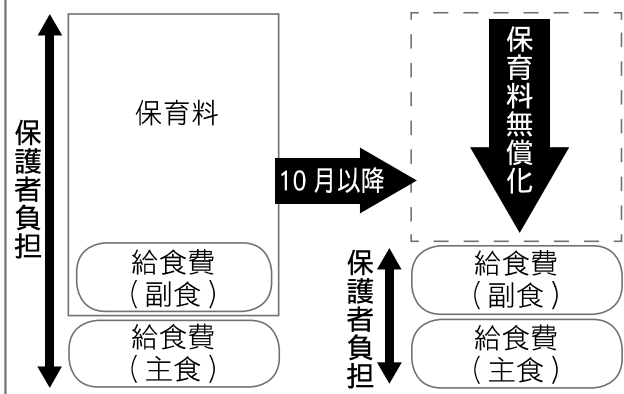 保護者負担
保育料
給食費
（副食）
給食費
（主食）
10 月以降
保育料無償化
保護者負担
給食費
（副食）
給食費
（主食）